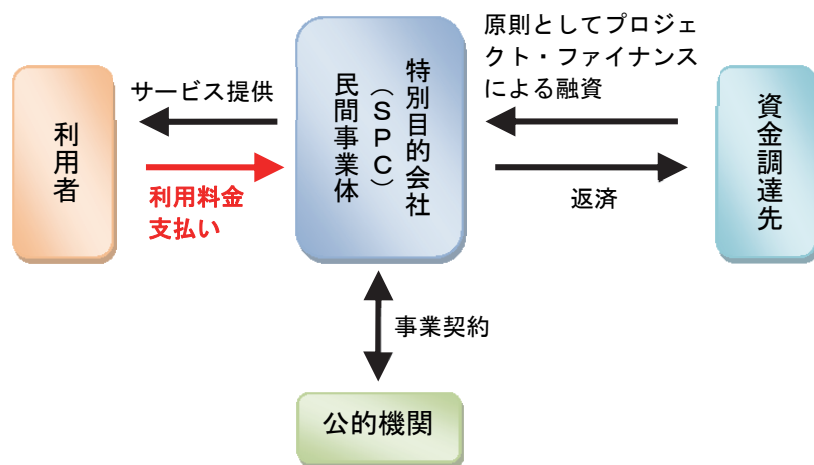 原則としてプロジェ
クト・ファイナンス
による融資
サービス提供
利用者
特別目的会社
（ＳＰＣ）
民間事業体
資金調達先
利用料金
支払い
返済
事業契約
公的機関